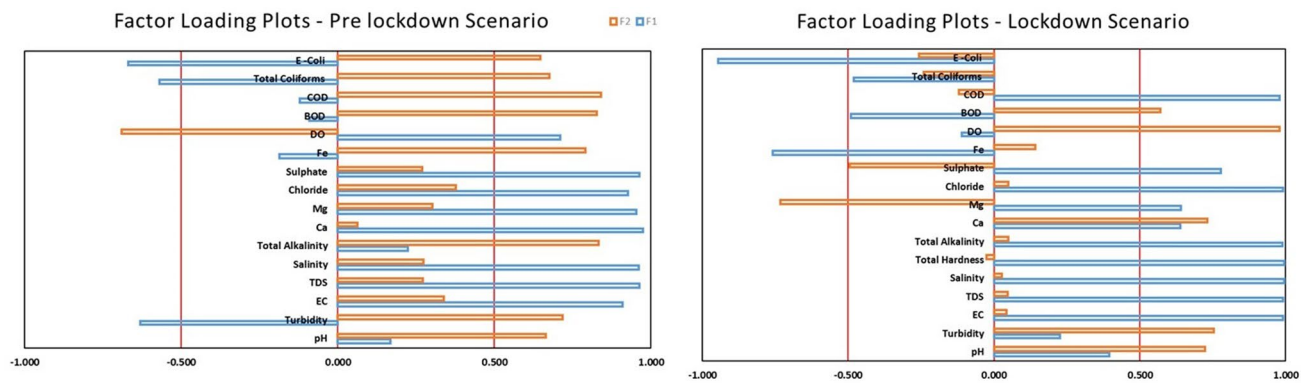 Factor Loading Plots - Pre lockdown Scenario
F2 F1
E -Coli
Total Coliforms
COD
BOD
DO
Fe
Sulphate
Chloride
Mg
Ca
Total Alkalinity
Salinity
TDS
EC
Turbidity
pH
-1.000 -0.500 0.000 0.500 1.000
Factor Loading Plots - Lockdown Scenario
E -Coli
Total Coliforms
COD
BOD
DO
Fe
Sulphate
Chloride
Mg
Ca
Total Alkalinity
Total Hardness
Salinity
TDS
EC
Turbidity
pH
-1.000 -0.500 0.000 0.500 1.000